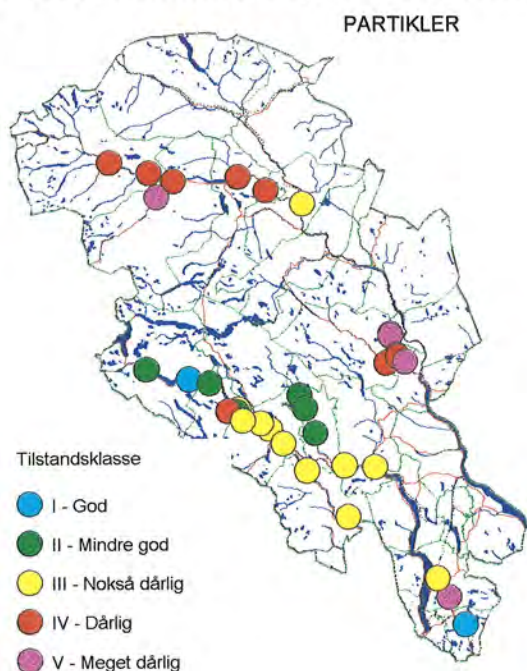 PARTIKLER
Tilstandsklasse
I - God
II - Mindre god
III - Nokså dårlig
IV - Dårlig
V - Meget dårlig